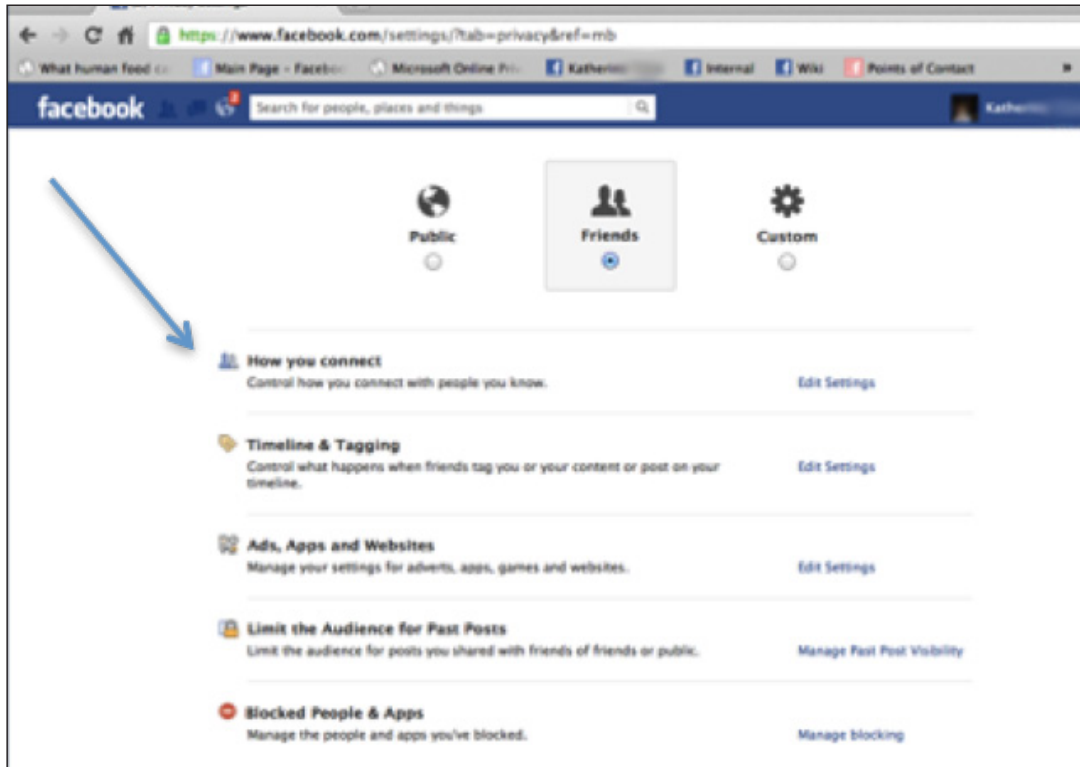 https://www.facebook.com/settings/?tab=privacy&ref=mb
What human food
Main Page - Facebo
Microsoft Online Pri
Katherine
Internal
Wiki
Points of Contact
»
facebook
Search for people, places and things
Katherine
Public
Friends
Custom
How you connect
Control how you connect with people you know.
Edit Settings
Timeline & Tagging
Control what happens when friends tag you or your content or post on your
timeline.
Edit Settings
Ads, Apps and Websites
Manage your settings for adverts, apps, games and websites.
Edit Settings
Limit the Audience for Past Posts
Limit the audience for posts you shared with friends of friends or public.
Manage Past Post Visibility
Blocked People & Apps
Manage the people and apps you've blocked.
Manage blocking